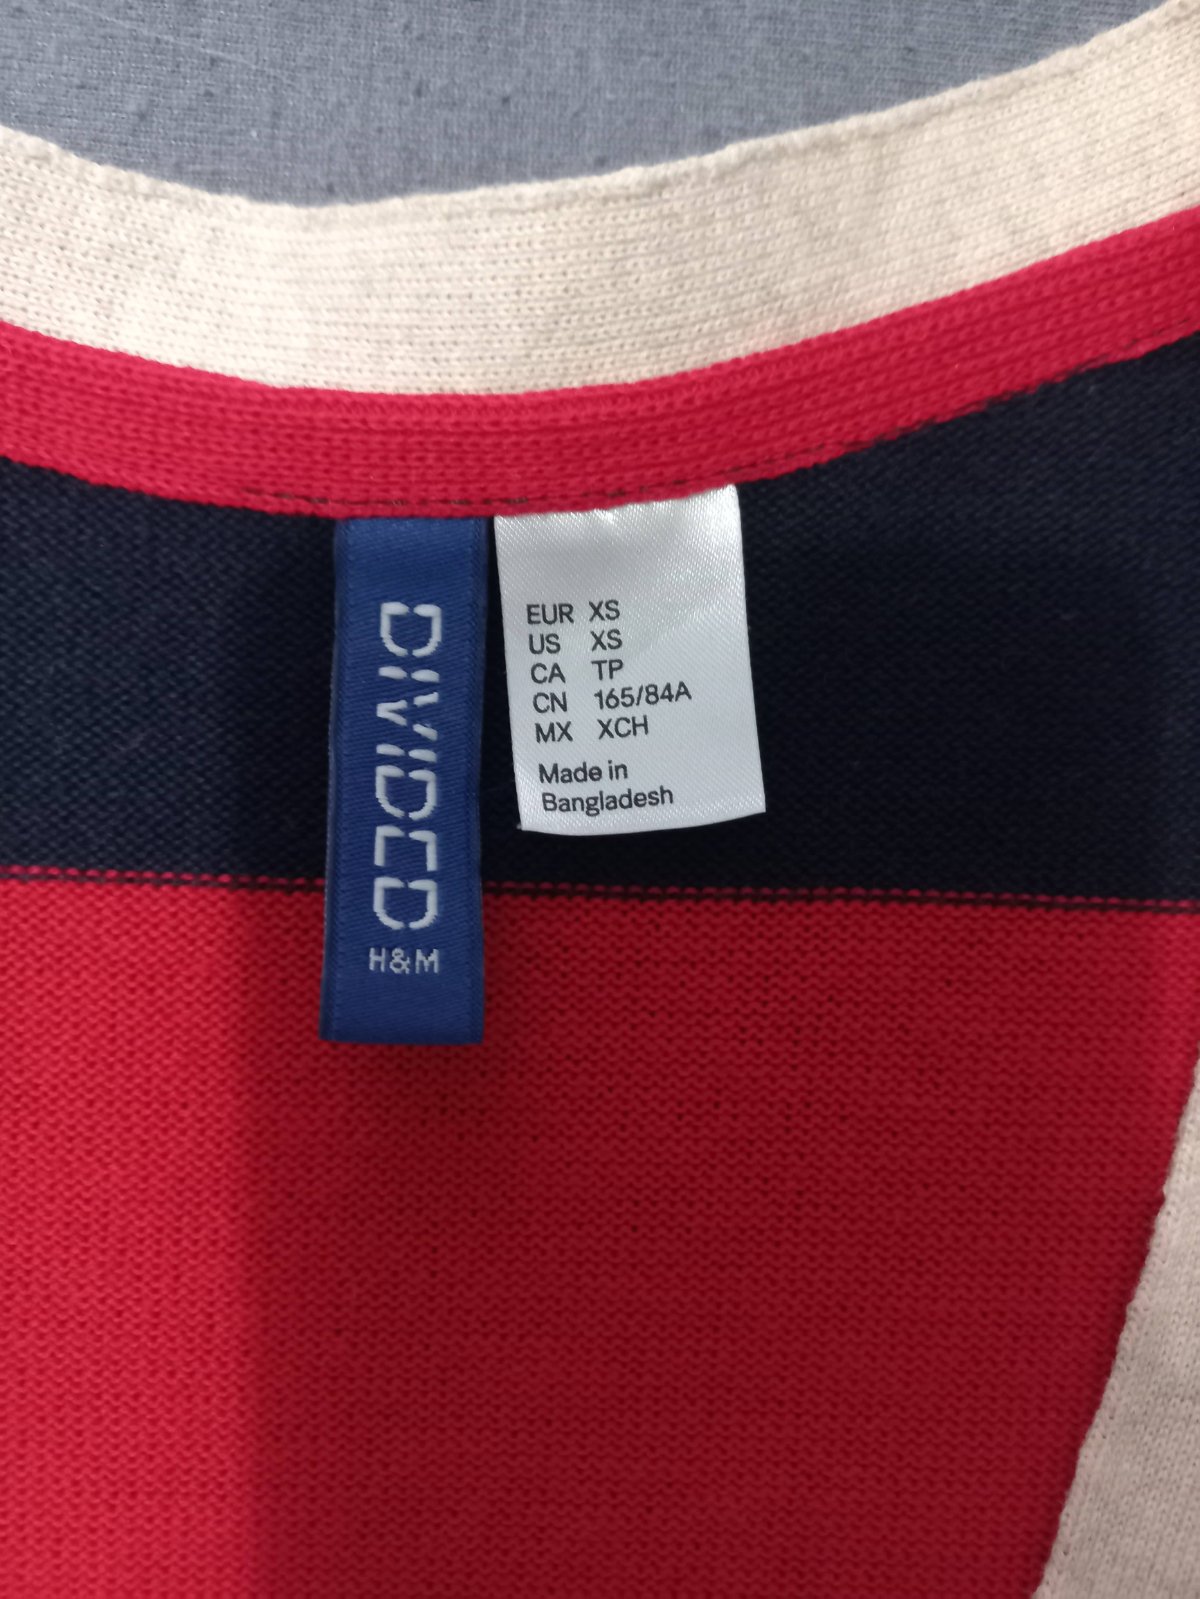 DIVIDED
H&M
EUR XS
US XS
CA TP
CN 165/84A
MX XCH
Made in
Bangladesh